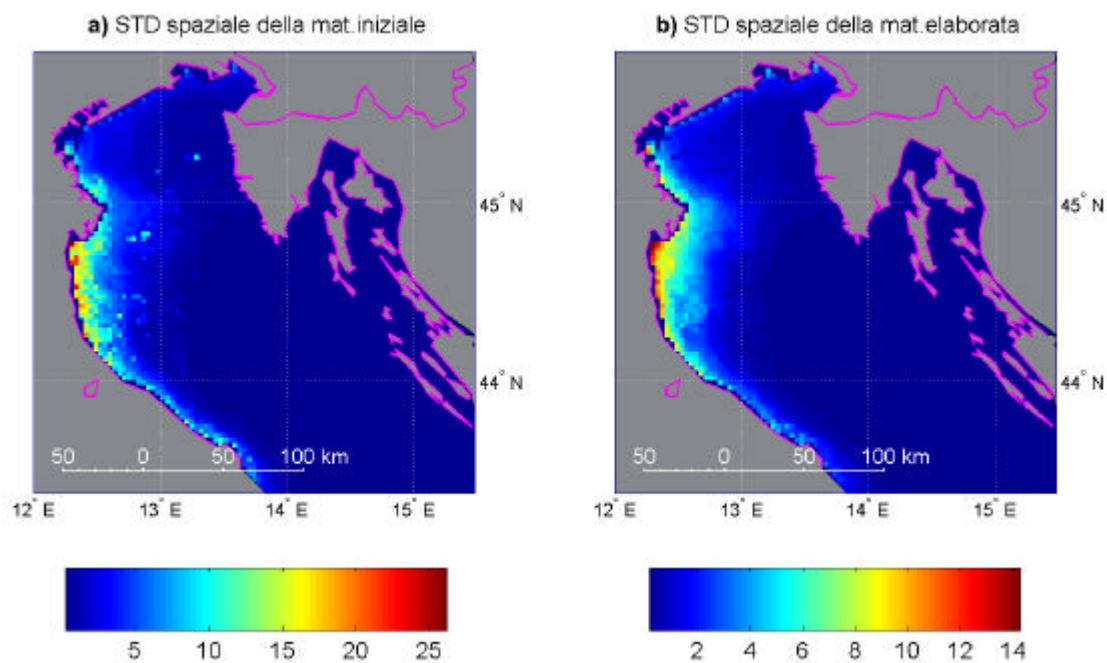 a) STD spaziale della mat.iniziale
45° N
44° N
50 0 50 100 km
12° E 13° E 14° E 15° E
5 10 15 20 25
b) STD spaziale della mat.elaborata
45° N
44° N
50 0 50 100 km
12° E 13° E 14° E 15° E
2 4 6 8 10 12 14